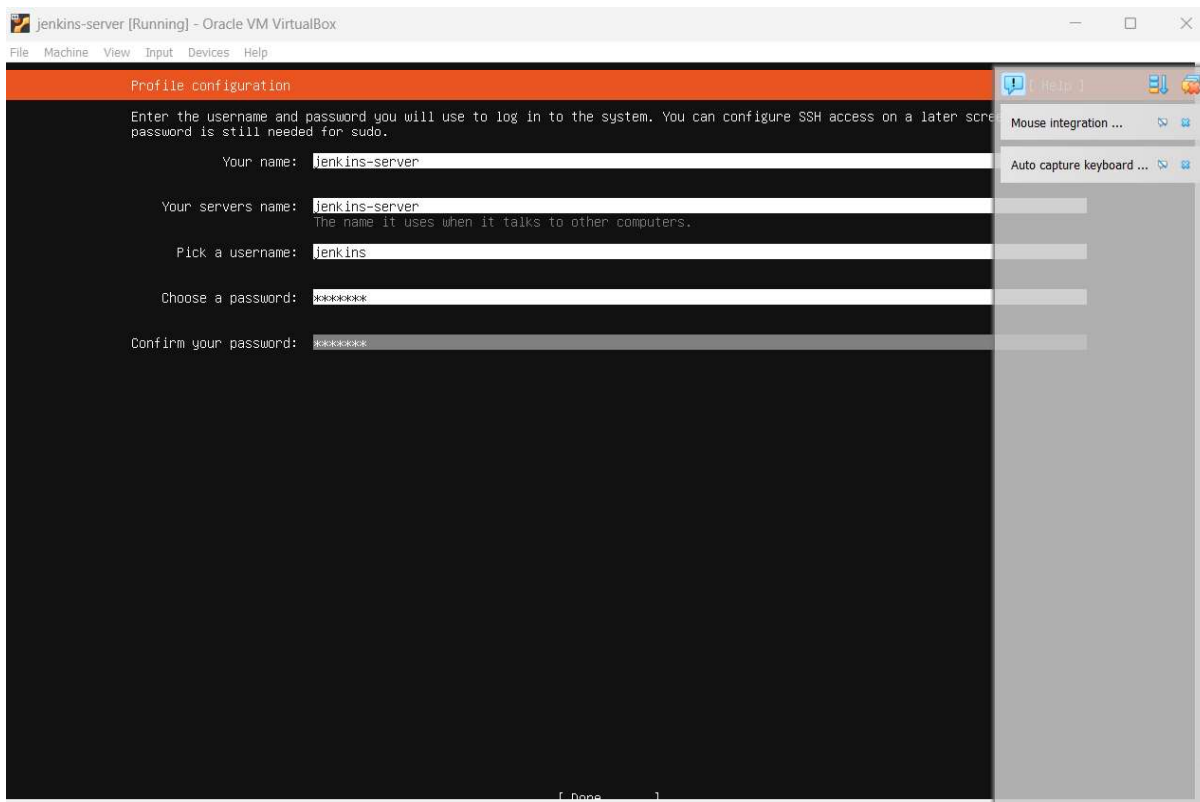 jenkins-server [Running] - Oracle VM VirtualBox
File Machine View Input Devices Help
Profile configuration
[ Help ]
Enter the username and password you will use to log in to the system. You can configure SSH access on a later scre
password is still needed for sudo.
Mouse integration ...
Auto capture keyboard ...
Your name: jenkins-server
Your servers name: jenkins-server
The name it uses when it talks to other computers.
Pick a username: jenkins
Choose a password: *******
Confirm your password: *******
[ Done ]